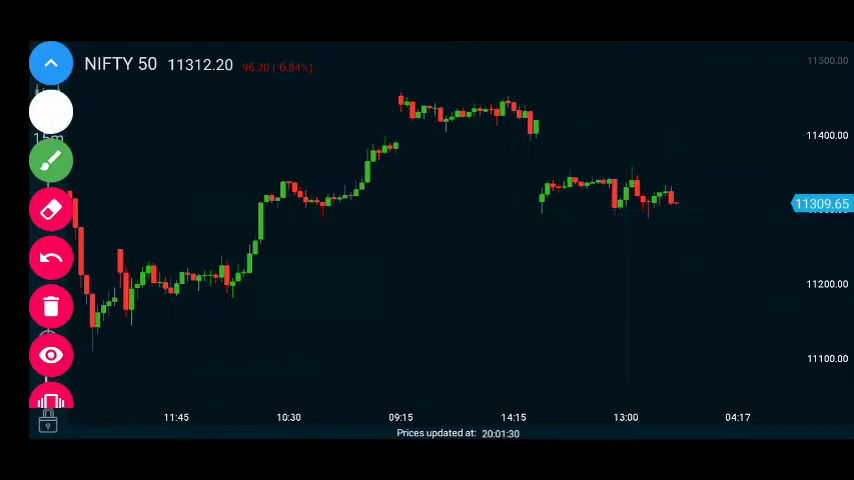 NIFTY 50 11312.20 96.20 (-0.84%)
15m
11500.00
11400.00
11309.65
11200.00
11100.00
11:45 10:30 09:15 14:15 13:00 04:17
Prices updated at: 20:01:30